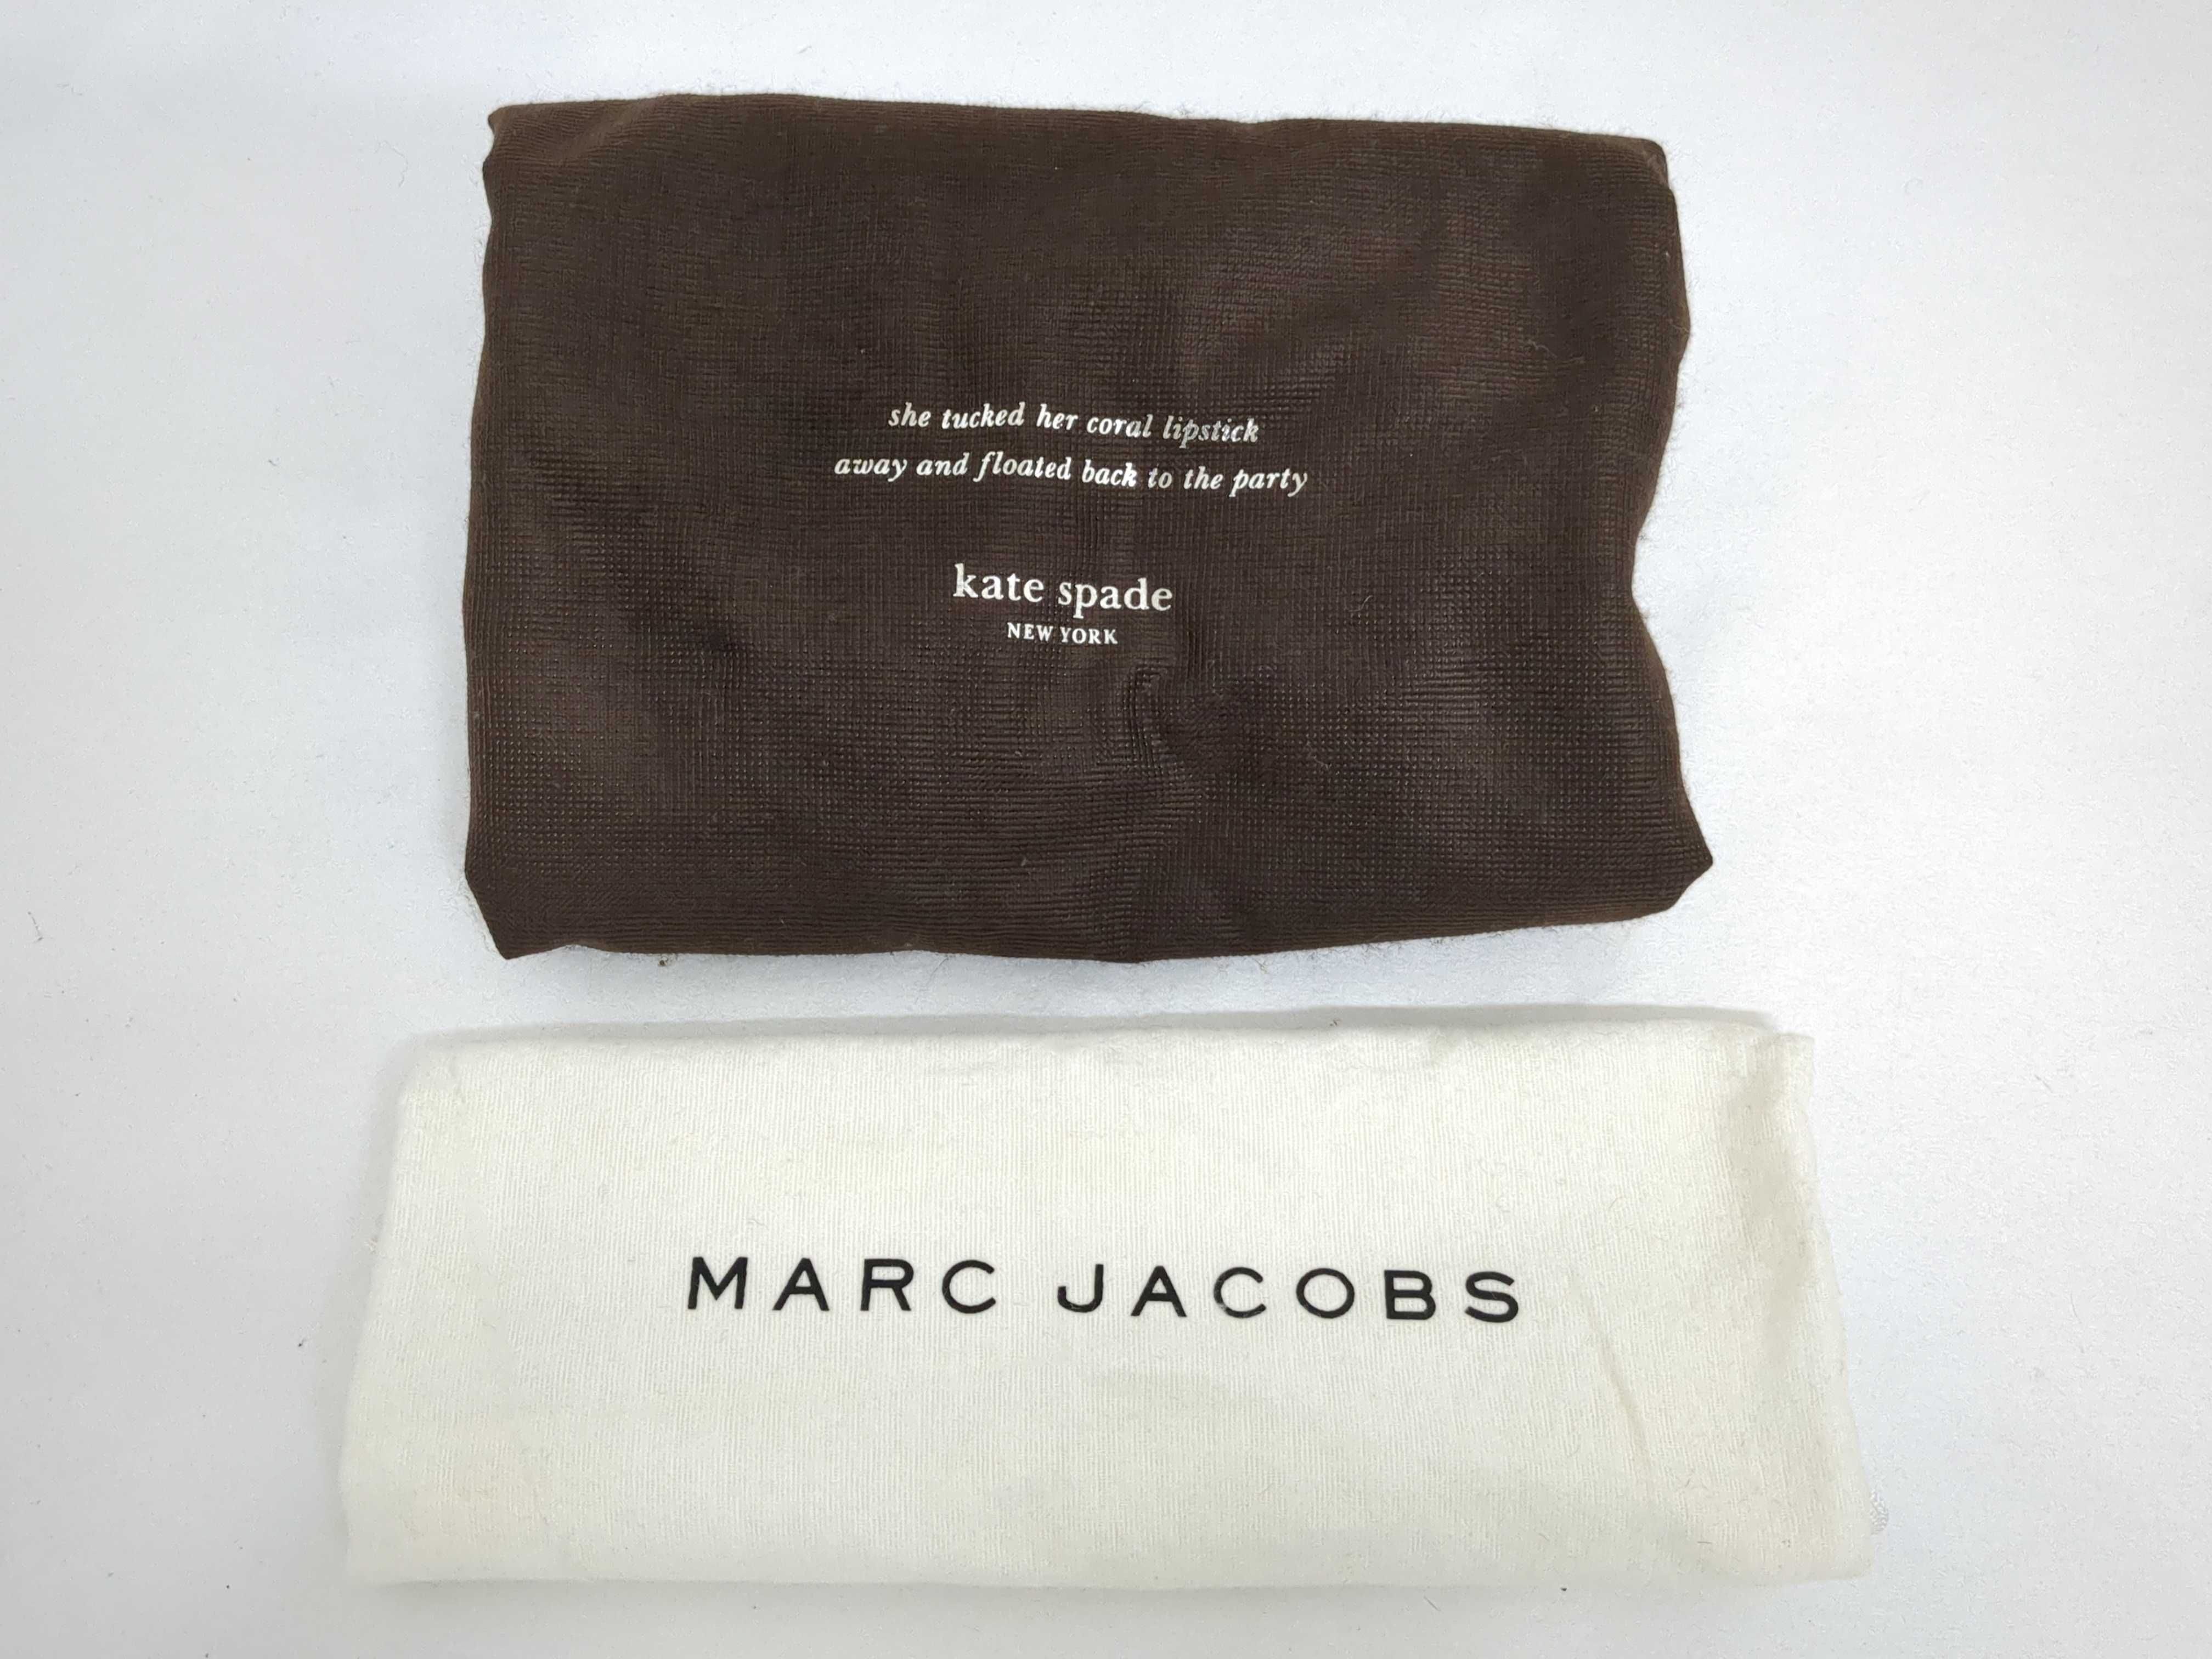 she tucked her coral lipstick
away and floated back to the party
kate spade
NEW YORK
MARC JACOBS